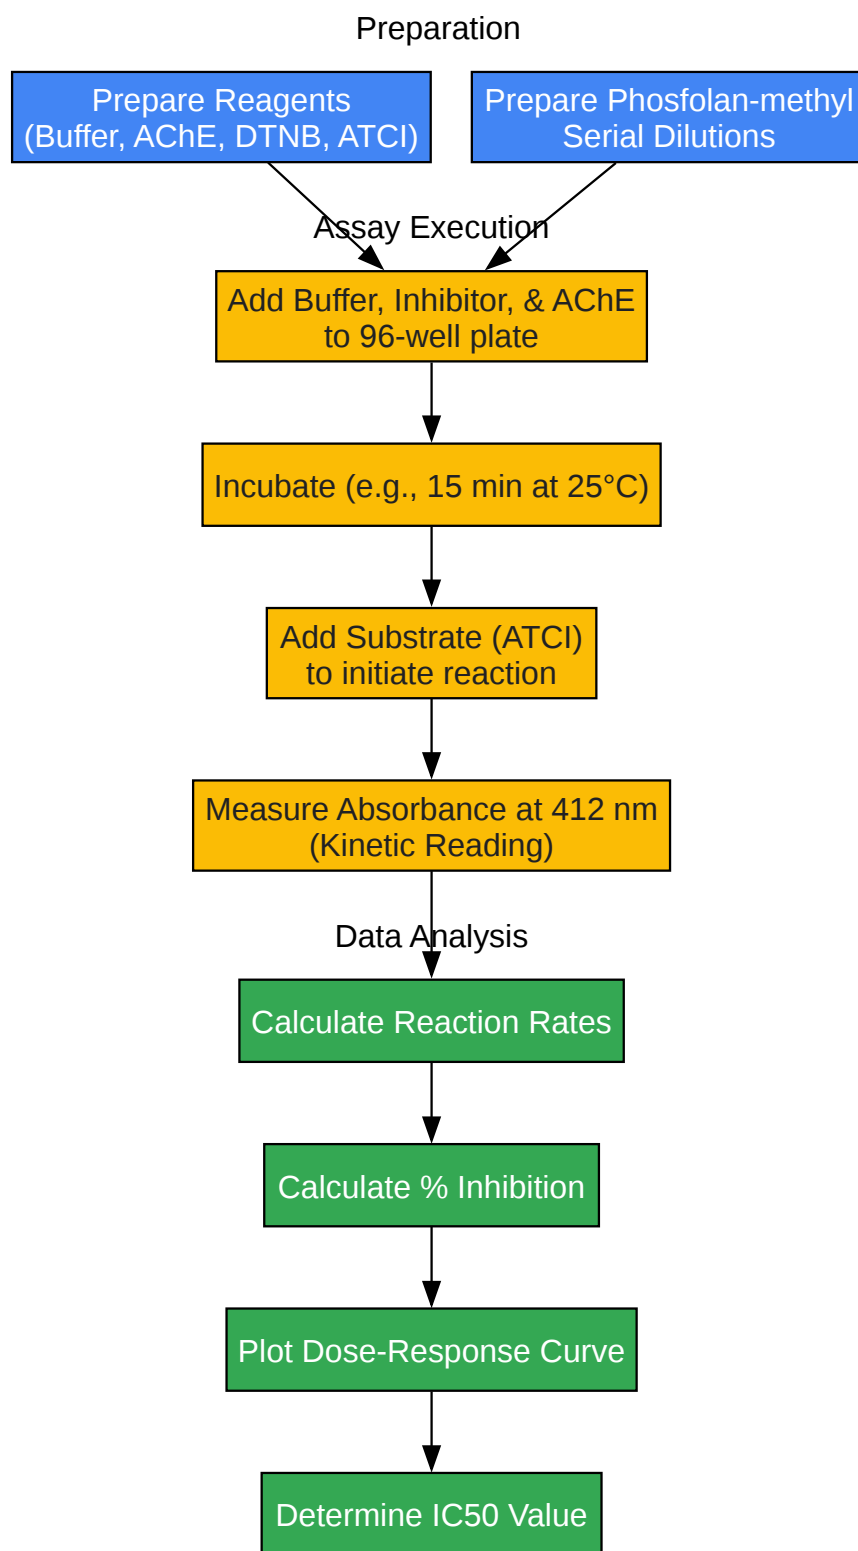 Preparation
Prepare Reagents
(Buffer, AChE, DTNB, ATCI)
Prepare Phosfolan-methyl
Serial Dilutions
Assay Execution
Add Buffer, Inhibitor, & AChE
to 96-well plate
Incubate (e.g., 15 min at 25°C)
Add Substrate (ATCI)
to initiate reaction
Measure Absorbance at 412 nm
(Kinetic Reading)
Data Analysis
Calculate Reaction Rates
Calculate % Inhibition
Plot Dose-Response Curve
Determine IC50 Value